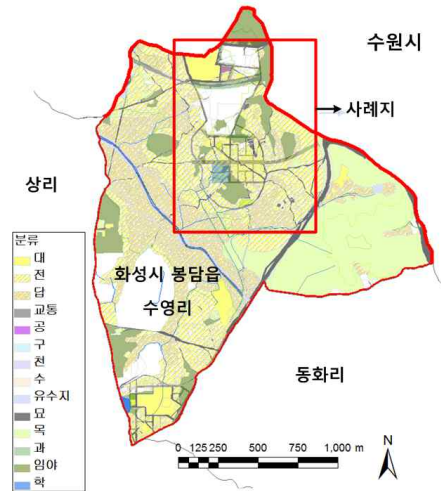 수원시
사례지
상리
화성시 봉담읍
수영리
동화리
분류
대
전
답
교통
공
구
천
수
유수지
묘
목
과
임야
학
0 125250 500 750 1,000 m
N